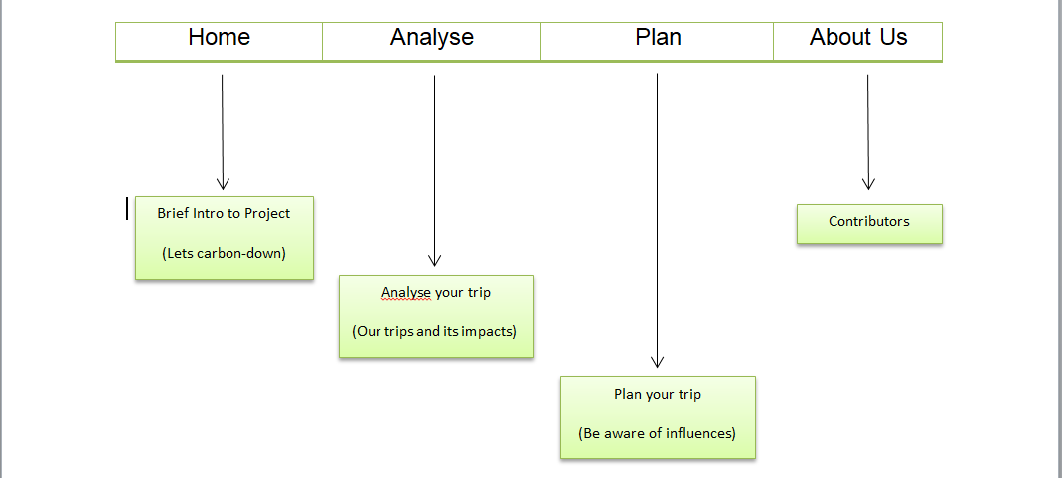 Home Analyse Plan About Us
Brief Intro to Project
(Lets carbon-down)
Contributors
Analyse your trip
(Our trips and its impacts)
Plan your trip
(Be aware of influences)